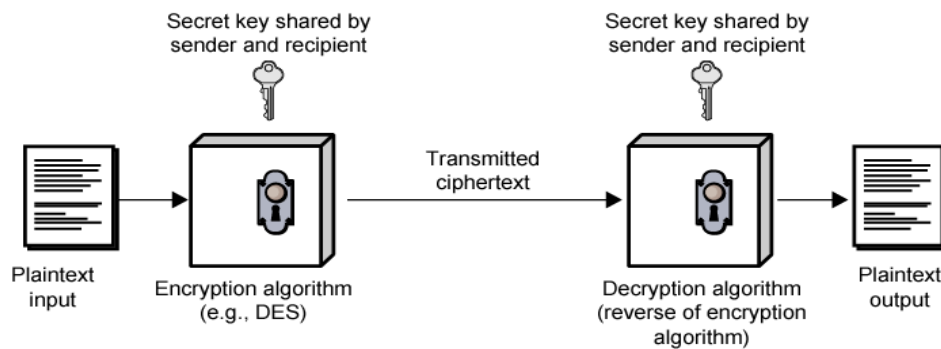 Secret key shared by
sender and recipient
Secret key shared by
sender and recipient
Transmitted
ciphertext
Plaintext
input
Encryption algorithm
(e.g., DES)
Decryption algorithm
(reverse of encryption
algorithm)
Plaintext
output